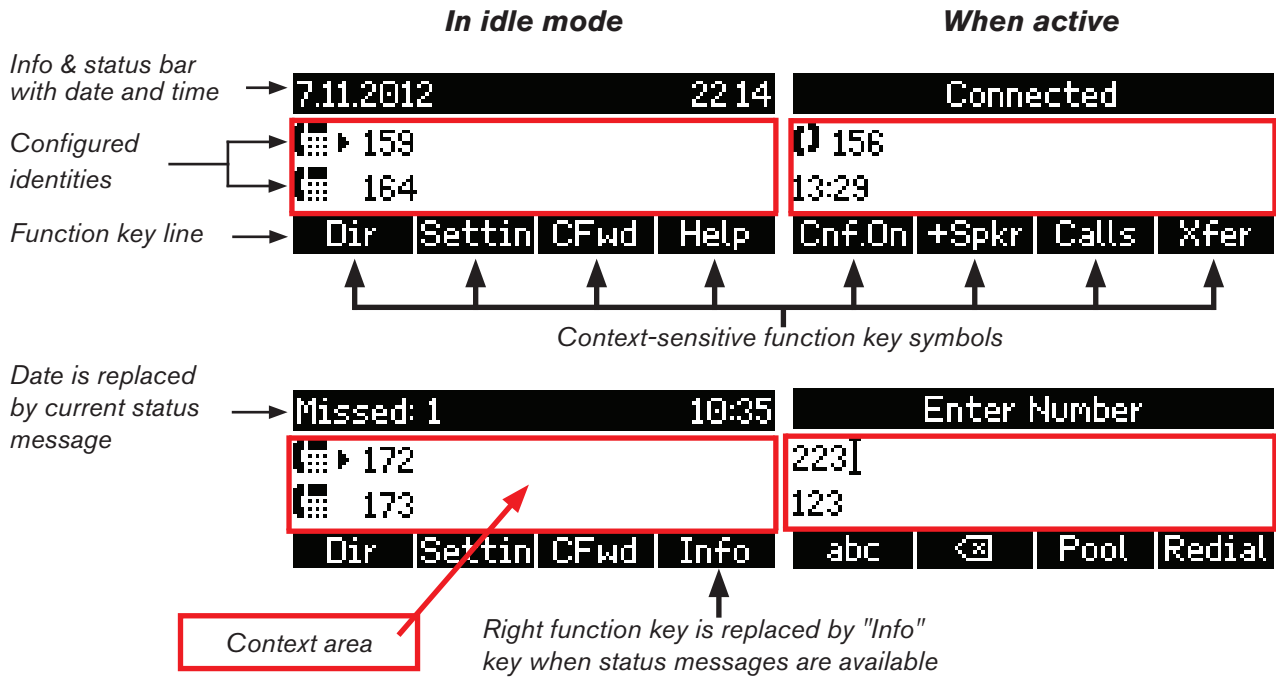 In idle mode
When active
Info & status bar
with date and time
7.11.2012 22 14
Connected
Configured
identities
159
164
156
13:29
Function key line
Dir Settin CFwd Help
Cnf.On +Spkr Calls Xfer
Context-sensitive function key symbols
Date is replaced
by current status
message
Missed: 1 10:35
Enter Number
172
173
223
123
Dir Settin CFwd Info
abc Pool Redial
Context area
Right function key is replaced by "Info"
key when status messages are available